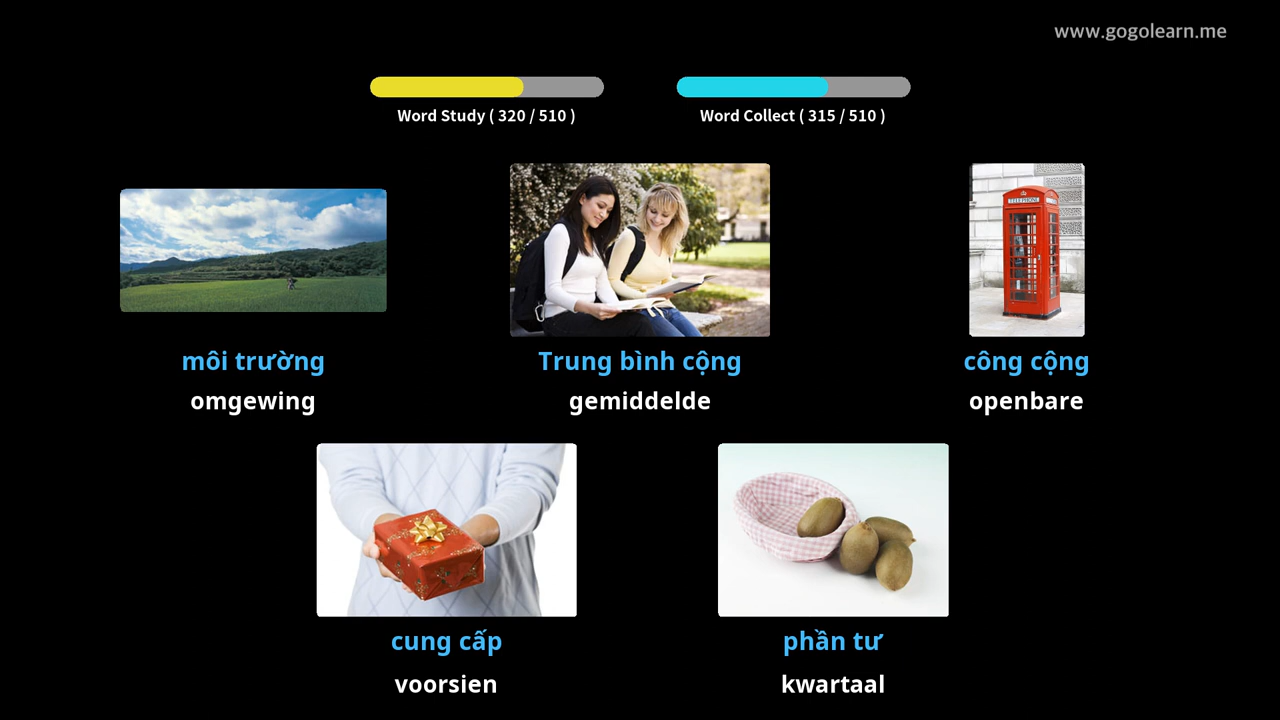 www.gogolearn.me
Word Study ( 320 / 510 )
Word Collect ( 315 / 510 )
TELEPHONE
môi trường
omgewing
Trung bình cộng
gemiddelde
công cộng
openbare
cung cấp
voorsien
phần tư
kwartaal